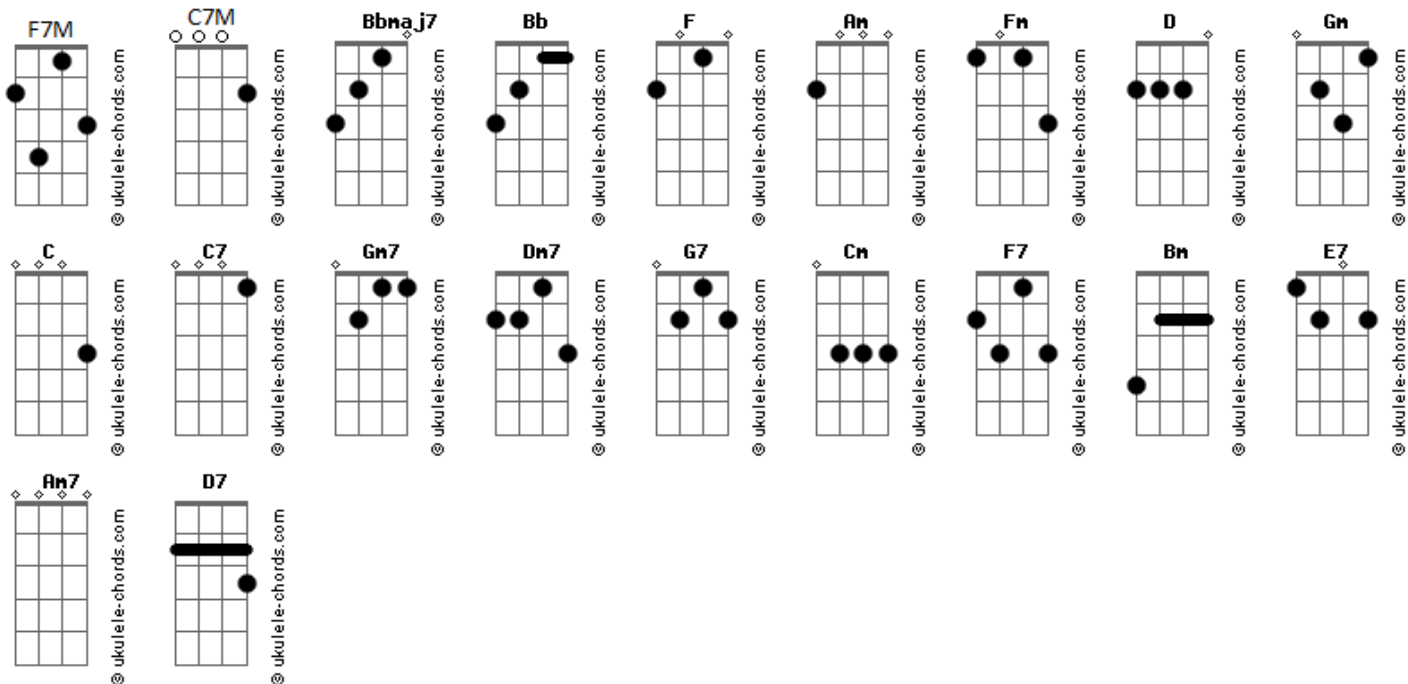 F7M C7M Bbmaj7 Bb F Am Fm D Gm
© ukulele-chords.com © ukulele-chords.com © ukulele-chords.com © ukulele-chords.com © ukulele-chords.com © ukulele-chords.com © ukulele-chords.com © ukulele-chords.com © ukulele-chords.com
C C7 Gm7 Dm7 G7 Cm F7 Bm E7
© ukulele-chords.com © ukulele-chords.com © ukulele-chords.com © ukulele-chords.com © ukulele-chords.com © ukulele-chords.com © ukulele-chords.com © ukulele-chords.com © ukulele-chords.com
Am7 D7
© ukulele-chords.com © ukulele-chords.com